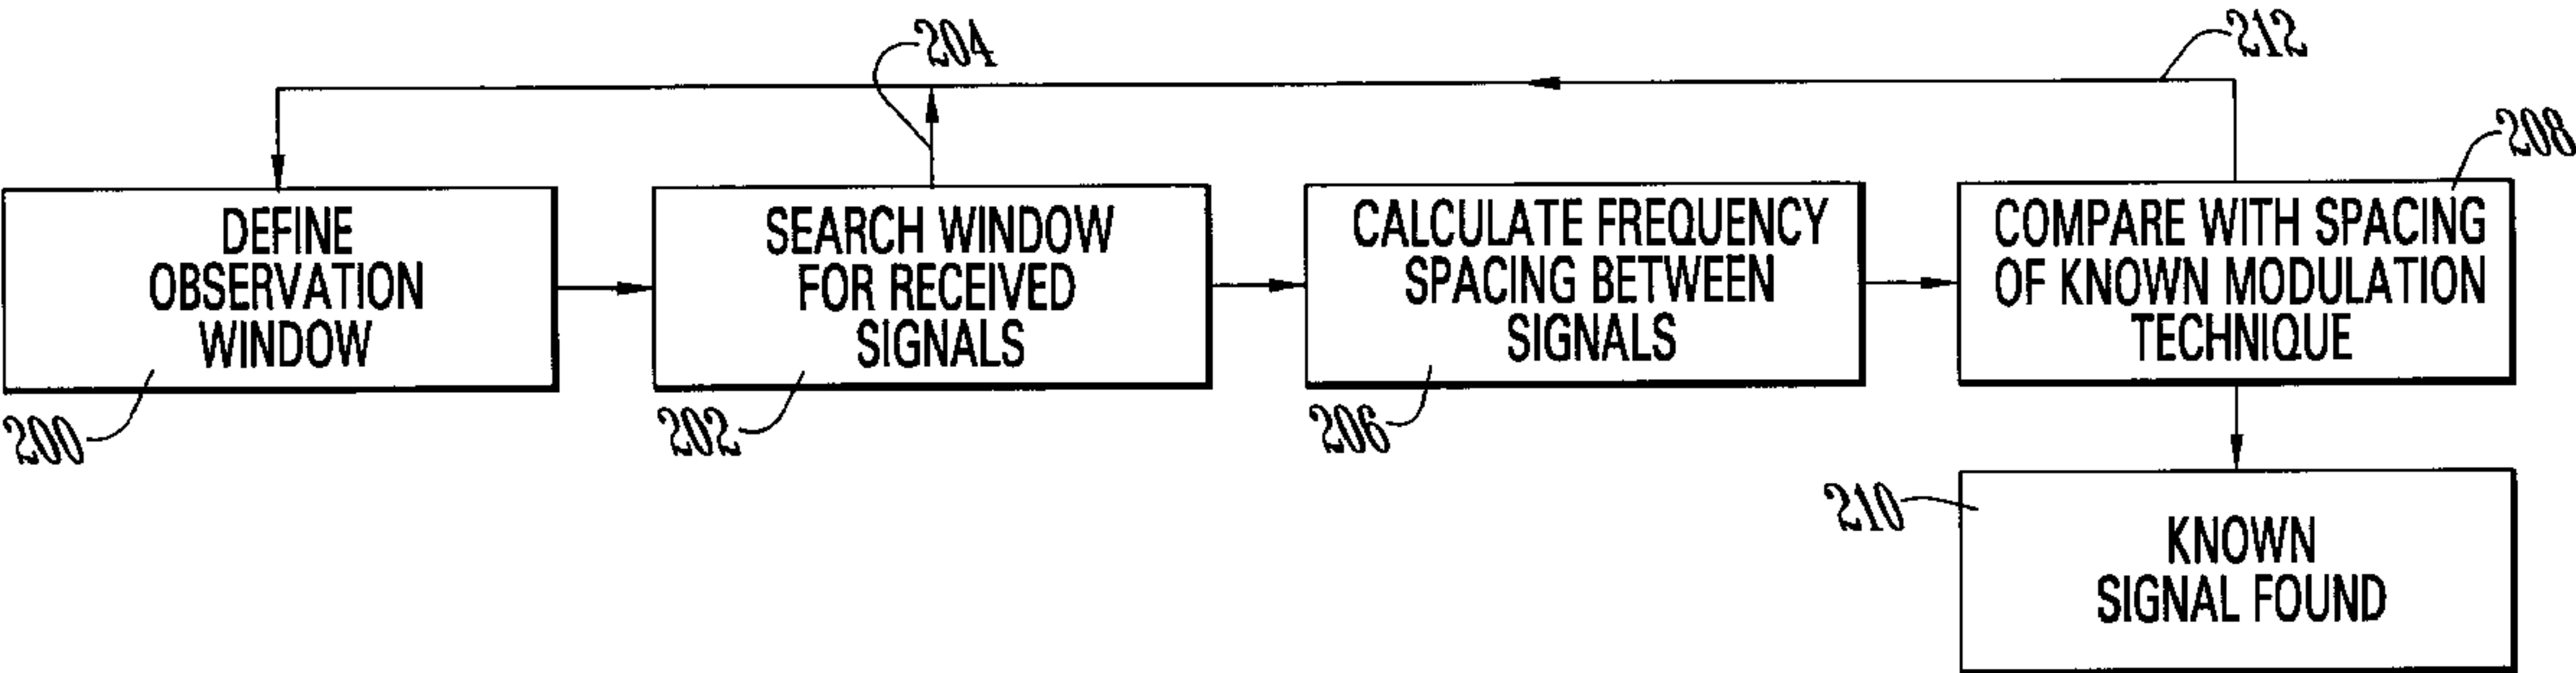 204
212
208
DEFINE
OBSERVATION
WINDOW
200
SEARCH WINDOW
FOR RECEIVED
SIGNALS
202
CALCULATE FREQUENCY
SPACING BETWEEN
SIGNALS
206
COMPARE WITH SPACING
OF KNOWN MODULATION
TECHNIQUE
210
KNOWN
SIGNAL FOUND